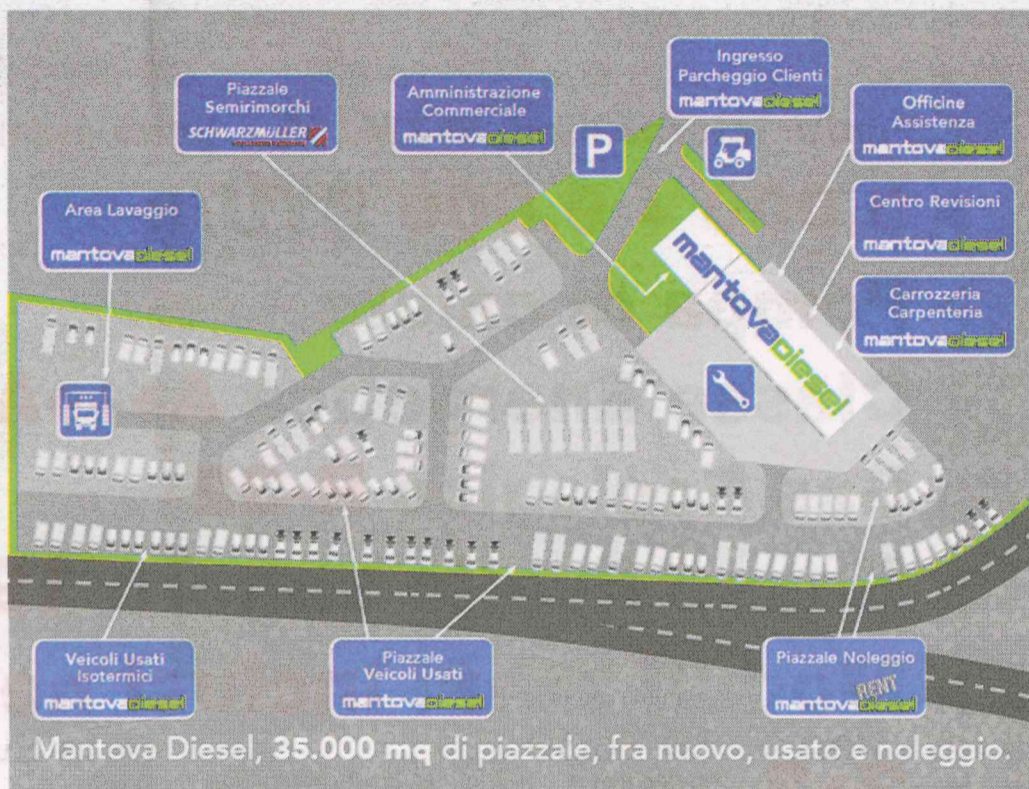 Ingresso
Parcheggio Clienti
mantovadiesel
Piazzale
Semirimorchi
SCHWARZMÜLLER
Amministrazione
Commerciale
mantovadiesel
P
Officine
Assistenza
mantovadiesel
Area Lavaggio
mantovadiesel
Centro Revisioni
mantovadiesel
Carrozzeria
Carpenteria
mantovadiesel
mantovadiesel
Veicoli Usati
Isotermici
mantovadiesel
Piazzale
Veicoli Usati
mantovadiesel
Piazzale Noleggio
RENT
mantovadiesel
Mantova Diesel, 35.000 mq di piazzale, fra nuovo, usato e noleggio.